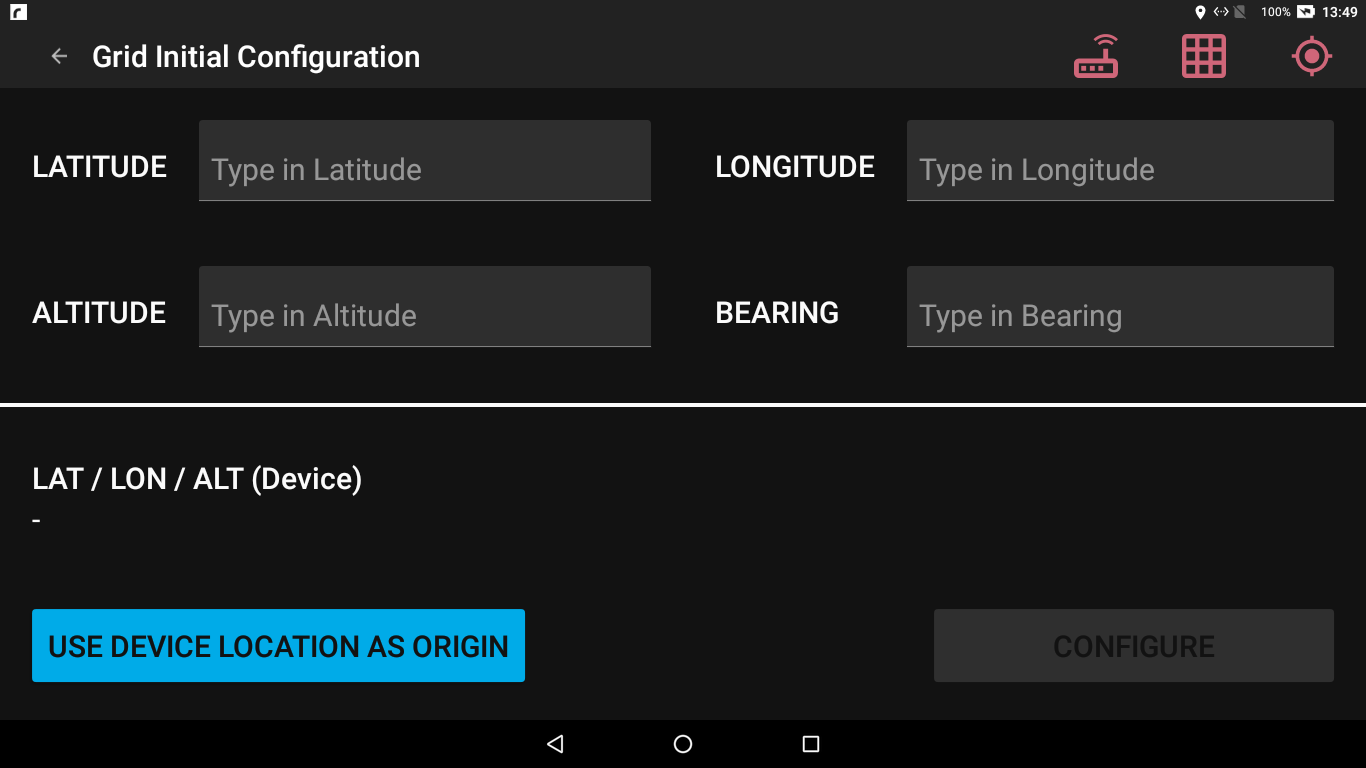 100% 13:49
Grid Initial Configuration
LATITUDE Type in Latitude LONGITUDE Type in Longitude
ALTITUDE Type in Altitude BEARING Type in Bearing
LAT / LON / ALT (Device)
-
USE DEVICE LOCATION AS ORIGIN CONFIGURE